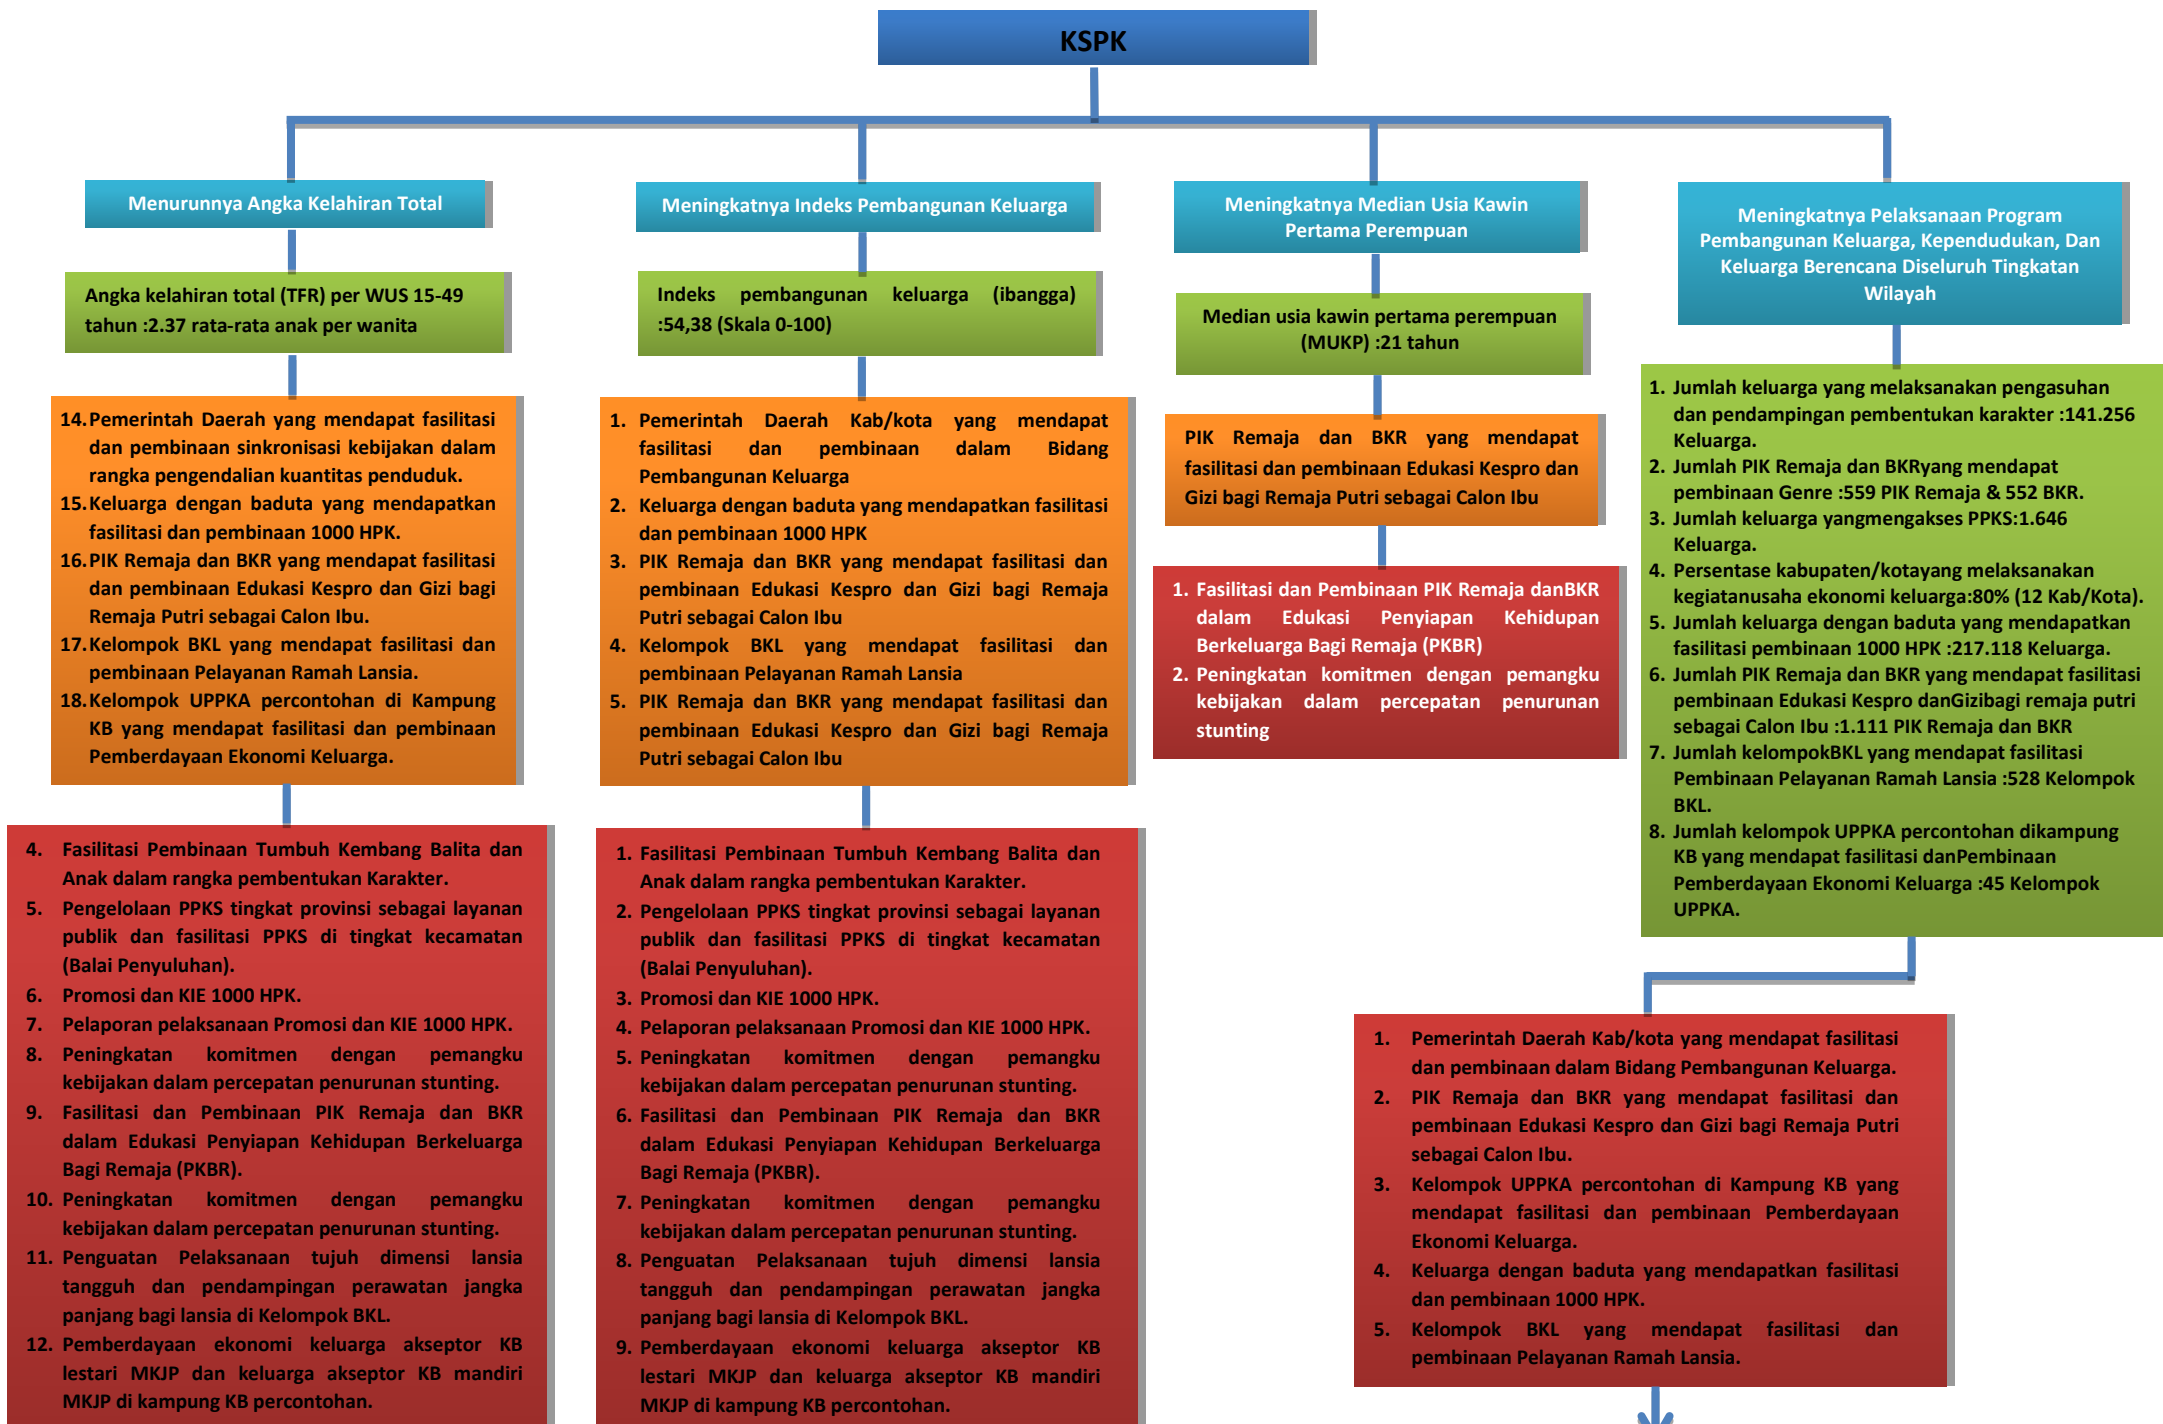 KSPK
Menurunnya Angka Kelahiran Total
Angka kelahiran total (TFR) per WUS 15-49
tahun :2.37 rata-rata anak per wanita
14. Pemerintah Daerah yang mendapat fasilitasi
dan pembinaan sinkronisasi kebijakan dalam
rangka pengendalian kuantitas penduduk.
15. Keluarga dengan baduta yang mendapatkan
fasilitasi dan pembinaan 1000 HPK.
16. PIK Remaja dan BKR yang mendapat fasilitasi
dan pembinaan Edukasi Kespro dan Gizi bagi
Remaja Putri sebagai Calon Ibu.
17. Kelompok BKL yang mendapat fasilitasi dan
pembinaan Pelayanan Ramah Lansia.
18. Kelompok UPPKA percontohan di Kampung
KB yang mendapat fasilitasi dan pembinaan
Pemberdayaan Ekonomi Keluarga.
4. Fasilitasi Pembinaan Tumbuh Kembang Balita dan
Anak dalam rangka pembentukan Karakter.
5. Pengelolaan PPKS tingkat provinsi sebagai layanan
publik dan fasilitasi PPKS di tingkat kecamatan
(Balai Penyuluhan).
6. Promosi dan KIE 1000 HPK.
7. Pelaporan pelaksanaan Promosi dan KIE 1000 HPK.
8. Peningkatan komitmen dengan pemangku
kebijakan dalam percepatan penurunan stunting.
9. Fasilitasi dan Pembinaan PIK Remaja dan BKR
dalam Edukasi Penyiapan Kehidupan Berkeluarga
Bagi Remaja (PKBR).
10. Peningkatan komitmen dengan pemangku
kebijakan dalam percepatan penurunan stunting.
11. Penguatan Pelaksanaan tujuh dimensi lansia
tangguh dan pendampingan perawatan jangka
panjang bagi lansia di Kelompok BKL.
12. Pemberdayaan ekonomi keluarga akseptor KB
lestari MKJP dan keluarga akseptor KB mandiri
MKJP di kampung KB percontohan.
Meningkatnya Indeks Pembangunan Keluarga
Indeks pembangunan keluarga (ibangga)
:54,38 (Skala 0-100)
1. Pemerintah Daerah Kab/kota yang mendapat
fasilitasi dan pembinaan dalam Bidang
Pembangunan Keluarga
2. Keluarga dengan baduta yang mendapatkan fasilitasi
dan pembinaan 1000 HPK
3. PIK Remaja dan BKR yang mendapat fasilitasi dan
pembinaan Edukasi Kespro dan Gizi bagi Remaja
Putri sebagai Calon Ibu
4. Kelompok BKL yang mendapat fasilitasi dan
pembinaan Pelayanan Ramah Lansia
5. PIK Remaja dan BKR yang mendapat fasilitasi dan
pembinaan Edukasi Kespro dan Gizi bagi Remaja
Putri sebagai Calon Ibu
1. Fasilitasi Pembinaan Tumbuh Kembang Balita dan
Anak dalam rangka pembentukan Karakter.
2. Pengelolaan PPKS tingkat provinsi sebagai layanan
publik dan fasilitasi PPKS di tingkat kecamatan
(Balai Penyuluhan).
3. Promosi dan KIE 1000 HPK.
4. Pelaporan pelaksanaan Promosi dan KIE 1000 HPK.
5. Peningkatan komitmen dengan pemangku
kebijakan dalam percepatan penurunan stunting.
6. Fasilitasi dan Pembinaan PIK Remaja dan BKR
dalam Edukasi Penyiapan Kehidupan Berkeluarga
Bagi Remaja (PKBR).
7. Peningkatan komitmen dengan pemangku
kebijakan dalam percepatan penurunan stunting.
8. Penguatan Pelaksanaan tujuh dimensi lansia
tangguh dan pendampingan perawatan jangka
panjang bagi lansia di Kelompok BKL.
9. Pemberdayaan ekonomi keluarga akseptor KB
lestari MKJP dan keluarga akseptor KB mandiri
MKJP di kampung KB percontohan.
Meningkatnya Median Usia Kawin
Pertama Perempuan
Median usia kawin pertama perempuan
(MUKP) :21 tahun
PIK Remaja dan BKR yang mendapat
fasilitasi dan pembinaan Edukasi Kespro dan
Gizi bagi Remaja Putri sebagai Calon Ibu
1. Fasilitasi dan Pembinaan PIK Remaja danBKR
dalam Edukasi Penyiapan Kehidupan
Berkeluarga Bagi Remaja (PKBR)
2. Peningkatan komitmen dengan pemangku
kebijakan dalam percepatan penurunan
stunting
Meningkatnya Pelaksanaan Program
Pembangunan Keluarga, Kependudukan, Dan
Keluarga Berencana Diseluruh Tingkatan
Wilayah
1. Jumlah keluarga yang melaksanakan pengasuhan
dan pendampingan pembentukan karakter :141.256
Keluarga.
2. Jumlah PIK Remaja dan BKRyang mendapat
pembinaan Genre :559 PIK Remaja & 552 BKR.
3. Jumlah keluarga yangmengakses PPKS:1.646
Keluarga.
4. Persentase kabupaten/kotayang melaksanakan
kegiatanusaha ekonomi keluarga:80% (12 Kab/Kota).
5. Jumlah keluarga dengan baduta yang mendapatkan
fasilitasi pembinaan 1000 HPK :217.118 Keluarga.
6. Jumlah PIK Remaja dan BKR yang mendapat fasilitasi
pembinaan Edukasi Kespro danGizibagi remaja putri
sebagai Calon Ibu :1.111 PIK Remaja dan BKR
7. Jumlah kelompokBKL yang mendapat fasilitasi
Pembinaan Pelayanan Ramah Lansia :528 Kelompok
BKL.
8. Jumlah kelompok UPPKA percontohan dikampung
KB yang mendapat fasilitasi danPembinaan
Pemberdayaan Ekonomi Keluarga :45 Kelompok
UPPKA.
1. Pemerintah Daerah Kab/kota yang mendapat fasilitasi
dan pembinaan dalam Bidang Pembangunan Keluarga.
2. PIK Remaja dan BKR yang mendapat fasilitasi dan
pembinaan Edukasi Kespro dan Gizi bagi Remaja Putri
sebagai Calon Ibu.
3. Kelompok UPPKA percontohan di Kampung KB yang
mendapat fasilitasi dan pembinaan Pemberdayaan
Ekonomi Keluarga.
4. Keluarga dengan baduta yang mendapatkan fasilitasi
dan pembinaan 1000 HPK.
5. Kelompok BKL yang mendapat fasilitasi dan
pembinaan Pelayanan Ramah Lansia.